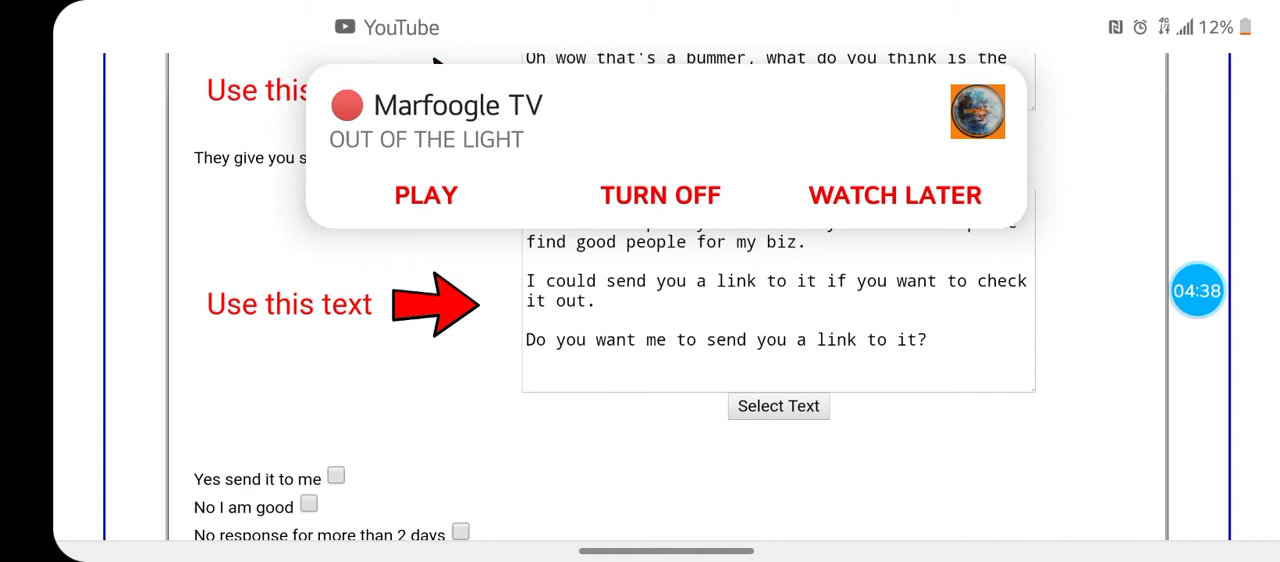 YouTube
12%
Oh wow that's a bummer, what do you think is the
Use this
Marfoogle TV
OUT OF THE LIGHT
They give you s
PLAY
TURN OFF
WATCH LATER
find good people for my biz.
I could send you a link to it if you want to check
it out.
Use this text
04:38
Do you want me to send you a link to it?
Select Text
Yes send it to me
No I am good
No response for more than 2 days